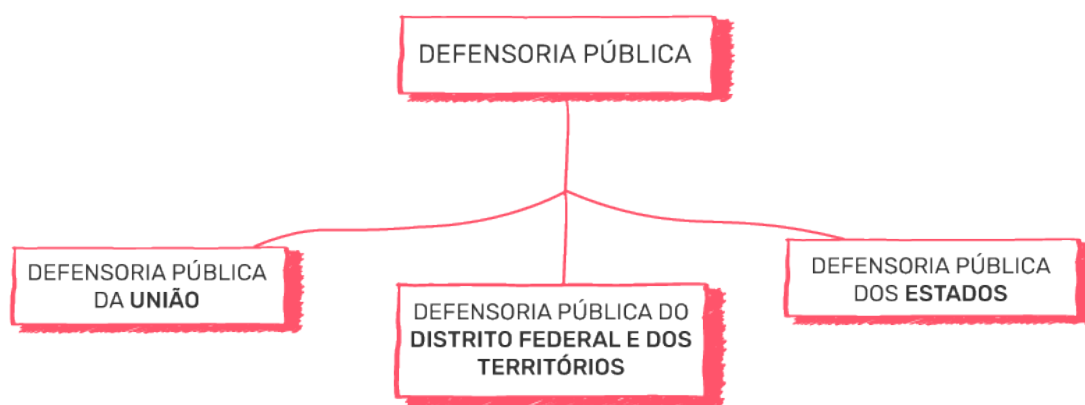 DEFENSORIA PÚBLICA
DEFENSORIA PÚBLICA
DA UNIÃO
DEFENSORIA PÚBLICA DO
DISTRITO FEDERAL E DOS
TERRITÓRIOS
DEFENSORIA PÚBLICA
DOS ESTADOS